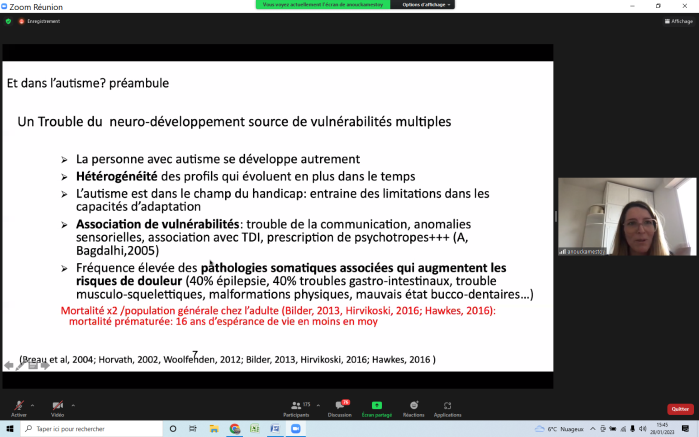 Zoom Réunion
Vous voyez actuellement l'écran de anouckamestoy
Options d'affichage
Enregistrement
Affichage
Et dans l'autisme? préambule
Un Trouble du neuro-développement source de vulnérabilités multiples
La personne avec autisme se développe autrement
Hétérogénéité des profils qui évoluent en plus dans le temps
L'autisme est dans le champ du handicap: entraine des limitations dans les
capacités d'adaptation
Association de vulnérabilités: trouble de la communication, anomalies
sensorielles, association avec TDI, prescription de psychotropes+++ (A,
Bagdalhi,2005)
Fréquence élevée des pathologies somatiques associées qui augmentent les
risques de douleur (40% épilepsie, 40% troubles gastro-intestinaux, trouble
musculo-squelettiques, malformations physiques, mauvais état bucco-dentaires…)
Mortalité x2 /population générale chez l'adulte (Bilder, 2013, Hirvikoski, 2016; Hawkes, 2016):
mortalité prématurée: 16 ans d'espérance de vie en moins en moy
7
(Breau et al, 2004; Horvath, 2002, Woolfenden, 2012; Bilder, 2013, Hirvikoski, 2016; Hawkes, 2016 )
anouckamestoy
Activer
Vidéo
Participants
175
Discussion
Écran partagé
Réactions
Applications
Quitter
Taper ici pour rechercher
6°C Nuageux
15:45
28/01/2023